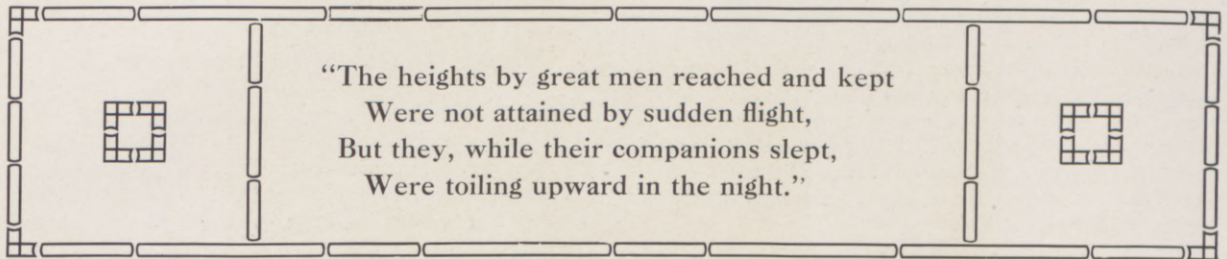 “The heights by great men reached and kept
Were not attained by sudden flight,
But they, while their companions slept,
Were toiling upward in the night.”